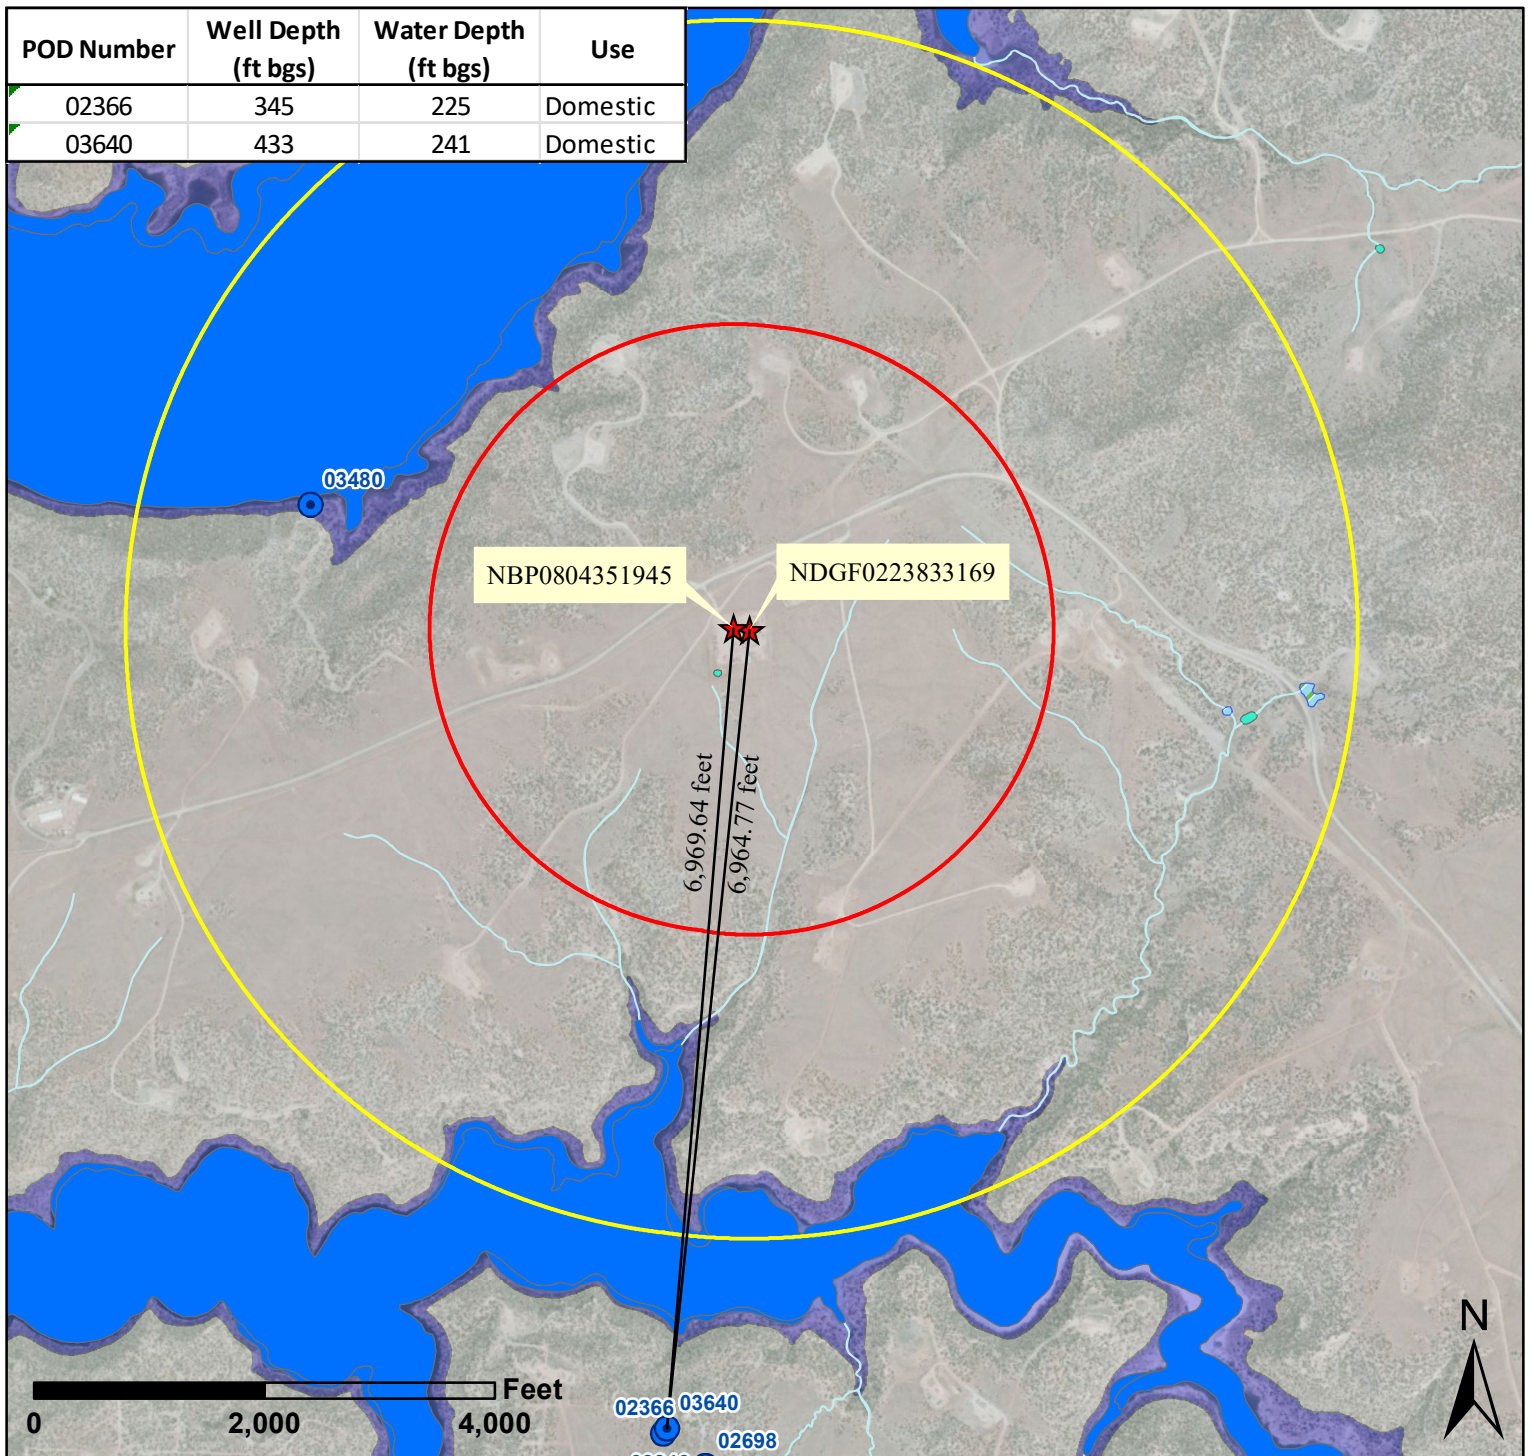 POD Number Well Depth (ft bgs) Water Depth (ft bgs) Use
02366 345 225 Domestic
03640 433 241 Domestic
03480
NBP0804351945 NDGF0223833169
6,969.64 feet
6,964.77 feet
N
Feet
0 2,000 4,000
02366 03640
02698